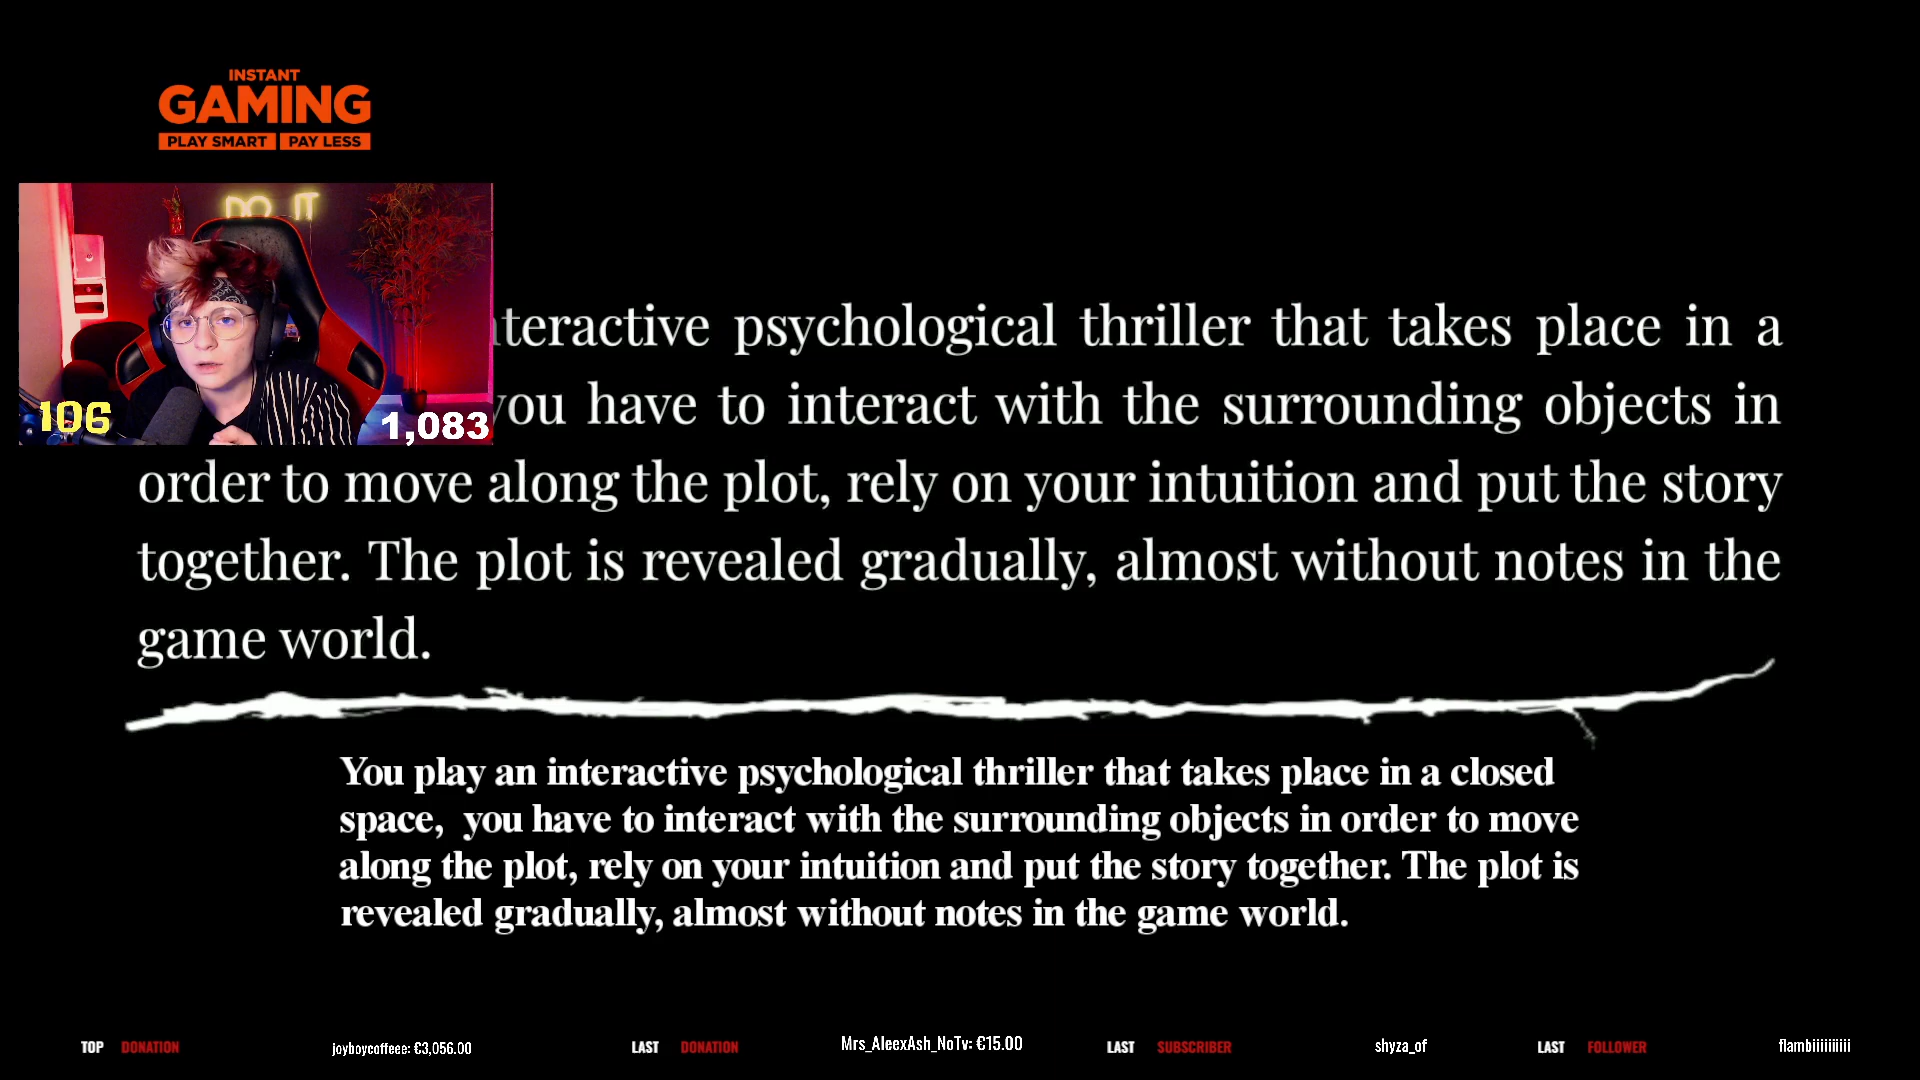 INSTANT
GAMING
PLAY SMART PAY LESS
DO IT
106
1,083
teractive psychological thriller that takes place in a
you have to interact with the surrounding objects in
order to move along the plot, rely on your intuition and put the story
together. The plot is revealed gradually, almost without notes in the
game world.
You play an interactive psychological thriller that takes place in a closed
space,  you have to interact with the surrounding objects in order to move
along the plot, rely on your intuition and put the story together. The plot is
revealed gradually, almost without notes in the game world.
TOP DONATION joyboycoffeee: €3,056.00 LAST DONATION Mrs_AleexAsh_NoTv: €15.00 LAST SUBSCRIBER shyza_of LAST FOLLOWER flambiiiiiiiiii